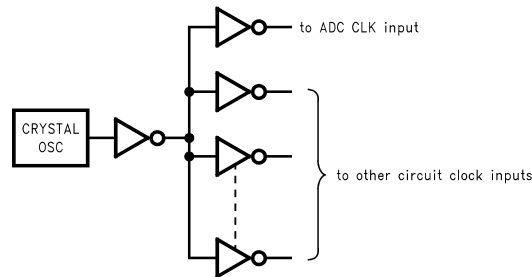 to ADC CLK input
CRYSTAL
OSC
to other circuit clock inputs